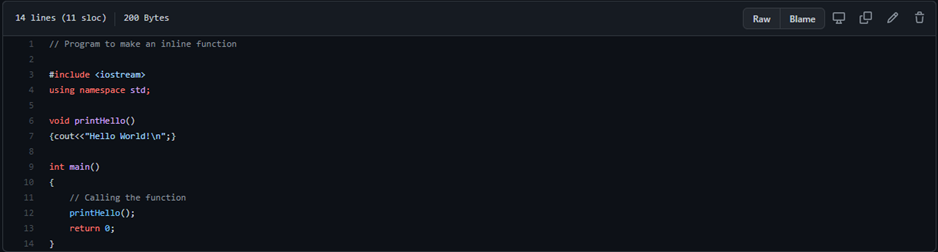 14 lines (11 sloc) 200 Bytes Raw Blame
1 // Program to make an inline function
2
3 #include <iostream>
4 using namespace std;
5
6 void printHello()
7 {cout<<"Hello World!\n";}
8
9 int main()
10 {
11     // Calling the function
12     printHello();
13     return 0;
14 }